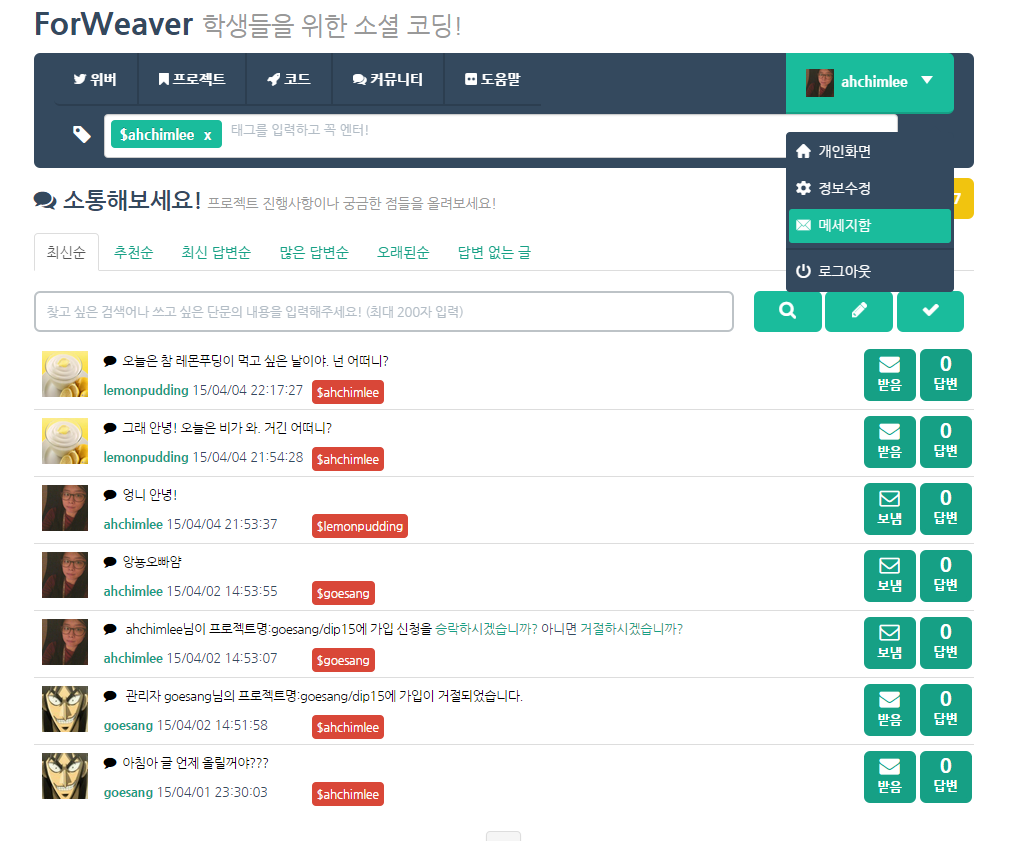 ForWeaver 학생들을 위한 소셜 코딩!
위버 프로젝트 코드 커뮤니티 도움말 ahchimlee
$ahchimlee x 태그를 입력하고 꼭 엔터!
개인화면
정보수정
메세지함
로그아웃
소통해보세요! 프로젝트 진행사항이나 궁금한 점들을 올려보세요! 7
최신순 추천순 최신 답변순 많은 답변순 오래된순 답변 없는 글
찾고 싶은 검색어나 쓰고 싶은 단문의 내용을 입력해주세요! (최대 200자 입력)
오늘은 참 레몬푸딩이 먹고 싶은 날이야. 넌 어떠니? 받음 0 답변
lemonpudding 15/04/04 22:17:27 $ahchimlee
그래 안녕! 오늘은 비가 와. 거긴 어떠니? 받음 0 답변
lemonpudding 15/04/04 21:54:28 $ahchimlee
엉니 안녕! 보냄 0 답변
ahchimlee 15/04/04 21:53:37 $lemonpudding
앙뇽오빠얌 보냄 0 답변
ahchimlee 15/04/02 14:53:55 $goesang
ahchimlee님이 프로젝트명:goesang/dip15에 가입 신청을 승락하시겠습니까? 아니면 거절하시겠습니까? 보냄 0 답변
ahchimlee 15/04/02 14:53:07 $goesang
관리자 goesang님의 프로젝트명:goesang/dip15에 가입이 거절되었습니다. 받음 0 답변
goesang 15/04/02 14:51:58 $ahchimlee
아침아 글 언제 올릴꺼야??? 받음 0 답변
goesang 15/04/01 23:30:03 $ahchimlee